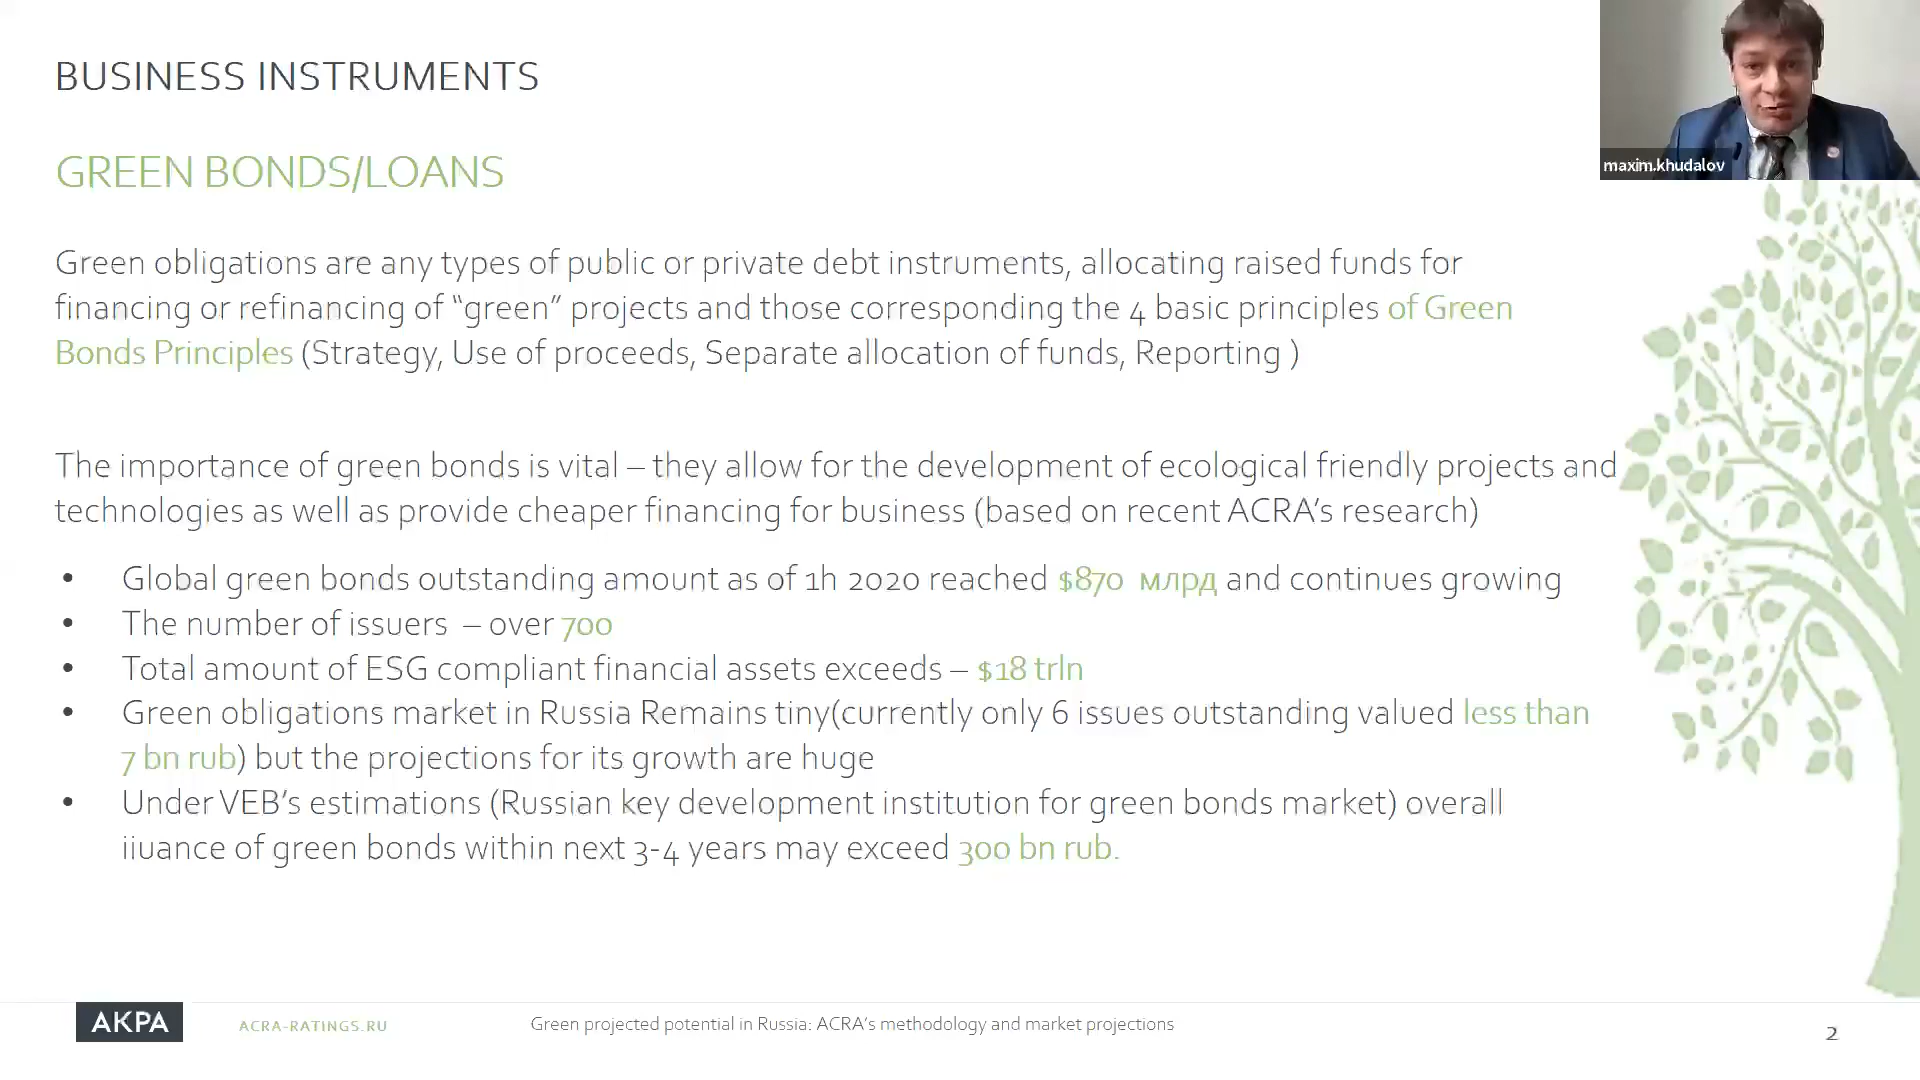 BUSINESS INSTRUMENTS
maxim.khudalov
GREEN BONDS/LOANS
Green obligations are any types of public or private debt instruments, allocating raised funds for
financing or refinancing of “green” projects and those corresponding the 4 basic principles of Green
Bonds Principles (Strategy, Use of proceeds, Separate allocation of funds, Reporting )
The importance of green bonds is vital – they allow for the development of ecological friendly projects and
technologies as well as provide cheaper financing for business (based on recent ACRA’s research)
• Global green bonds outstanding amount as of 1h 2020 reached $870 млрд and continues growing
• The number of issuers – over 700
• Total amount of ESG compliant financial assets exceeds – $18 trln
• Green obligations market in Russia Remains tiny(currently only 6 issues outstanding valued less than
7 bn rub) but the projections for its growth are huge
• Under VEB’s estimations (Russian key development institution for green bonds market) overall
iiuance of green bonds within next 3-4 years may exceed 300 bn rub.
АКРА
ACRA-RATINGS.RU
Green projected potential in Russia: ACRA’s methodology and market projections
2